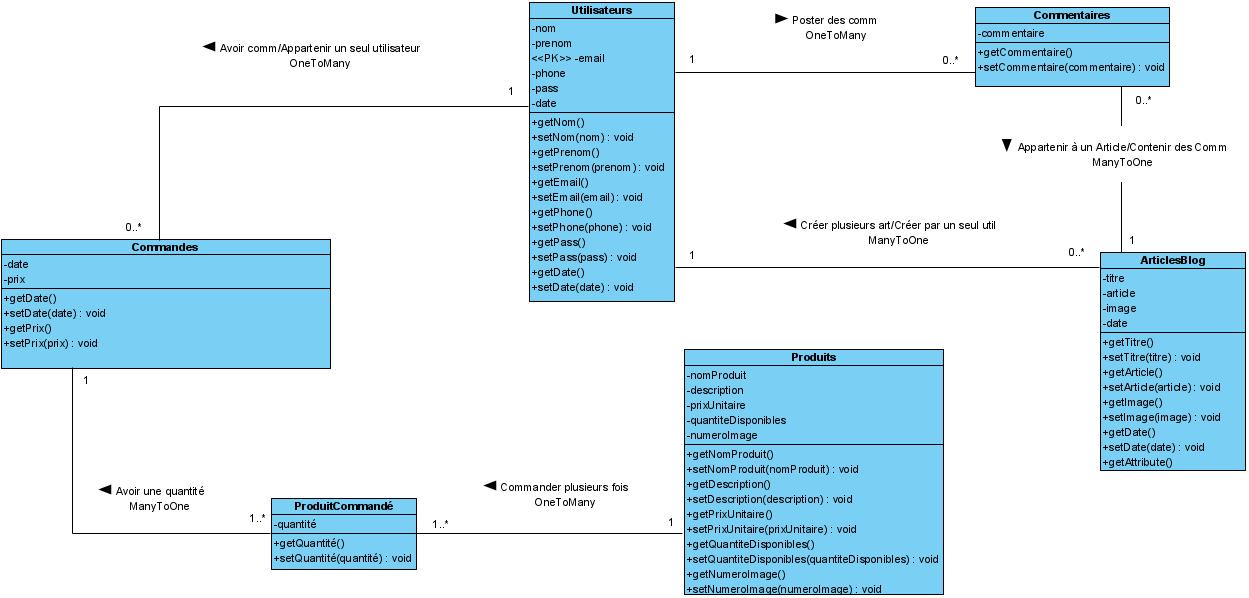 Utilisateurs
-nom
-prenom
<<PK>> -email
-phone
-pass
-date
+getNom()
+setNom(nom) : void
+getPrenom()
+setPrenom(prenom) : void
+getEmail()
+setEmail(email) : void
+getPhone()
+setPhone(phone) : void
+getPass()
+setPass(pass) : void
+getDate()
+setDate(date) : void
Avoir comm/Appartenir un seul utilisateur
OneToMany
1
0..*
Poster des comm
OneToMany
1
0..*
Commentaires
-commentaire
+getCommentaire()
+setCommentaire(commentaire) : void
0..*
Appartenir à un Article/Contenir des Comm
ManyToOne
1
Créer plusieurs art/Créer par un seul util
ManyToOne
1
0..*
Commandes
-date
-prix
+getDate()
+setDate(date) : void
+getPrix()
+setPrix(prix) : void
1
ArticlesBlog
-titre
-article
-image
-date
+getTitre()
+setTitre(titre) : void
+getArticle()
+setArticle(article) : void
+getImage()
+setImage(image) : void
+getDate()
+setDate(date) : void
+getAttribute()
Produits
-nomProduit
-description
-prixUnitaire
-quantiteDisponibles
-numeroImage
+getNomProduit()
+setNomProduit(nomProduit) : void
+getDescription()
+setDescription(description) : void
+getPrixUnitaire()
+setPrixUnitaire(prixUnitaire) : void
+getQuantiteDisponibles()
+setQuantiteDisponibles(quantiteDisponibles) : void
+getNumeroImage()
+setNumeroImage(numeroImage) : void
Avoir une quantité
ManyToOne
1..*
ProduitCommandé
-quantité
+getQuantité()
+setQuantité(quantité) : void
Commander plusieurs fois
OneToMany
1..*
1